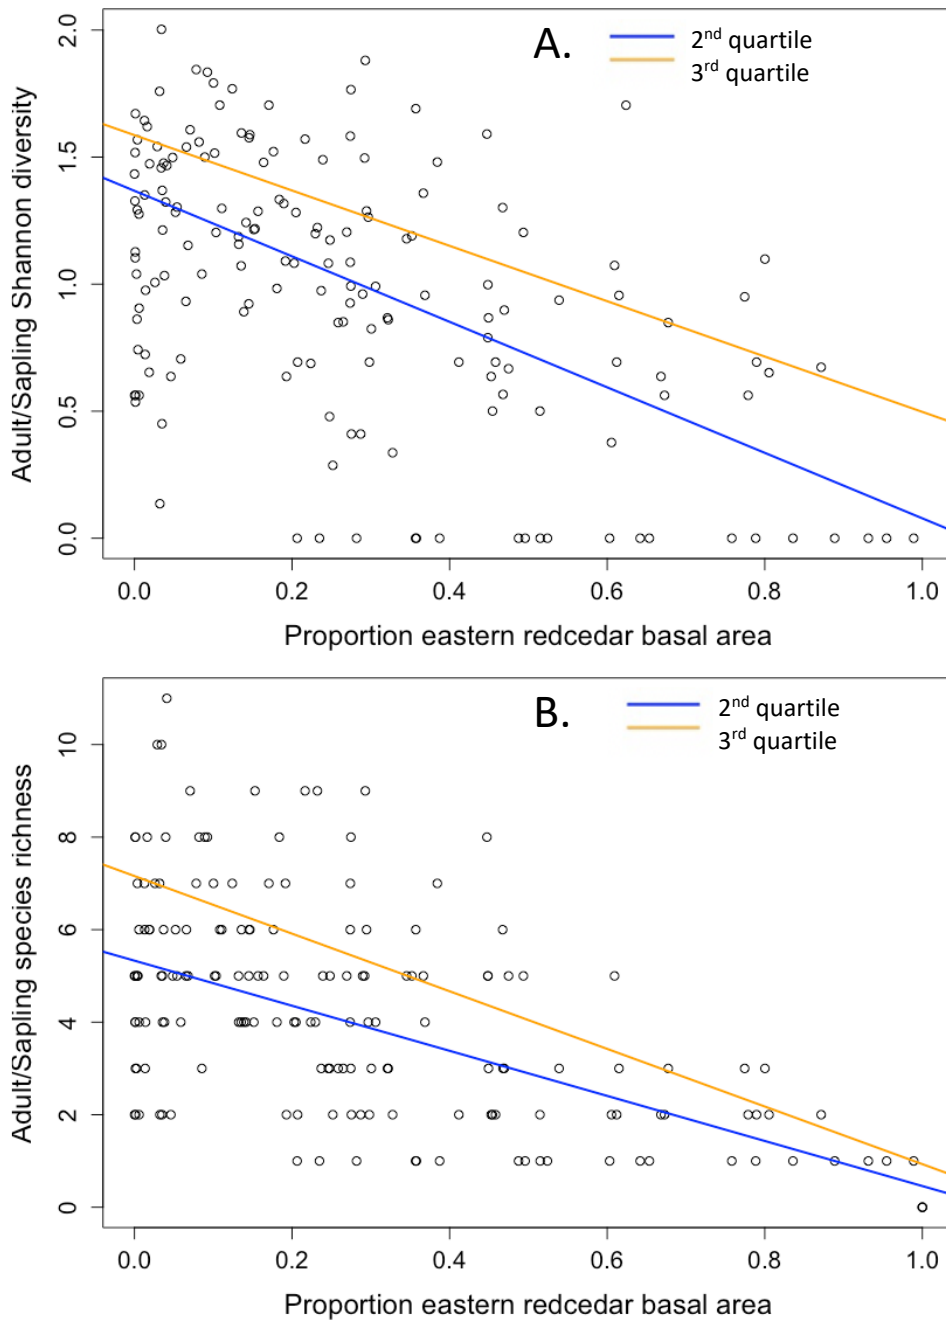 A.
2nd quartile
3rd quartile
Adult/Sapling Shannon diversity
2.0
1.5
1.0
0.5
0.0
0.0 0.2 0.4 0.6 0.8 1.0
Proportion eastern redcedar basal area
B.
2nd quartile
3rd quartile
Adult/Sapling species richness
10
8
6
4
2
0
0.0 0.2 0.4 0.6 0.8 1.0
Proportion eastern redcedar basal area